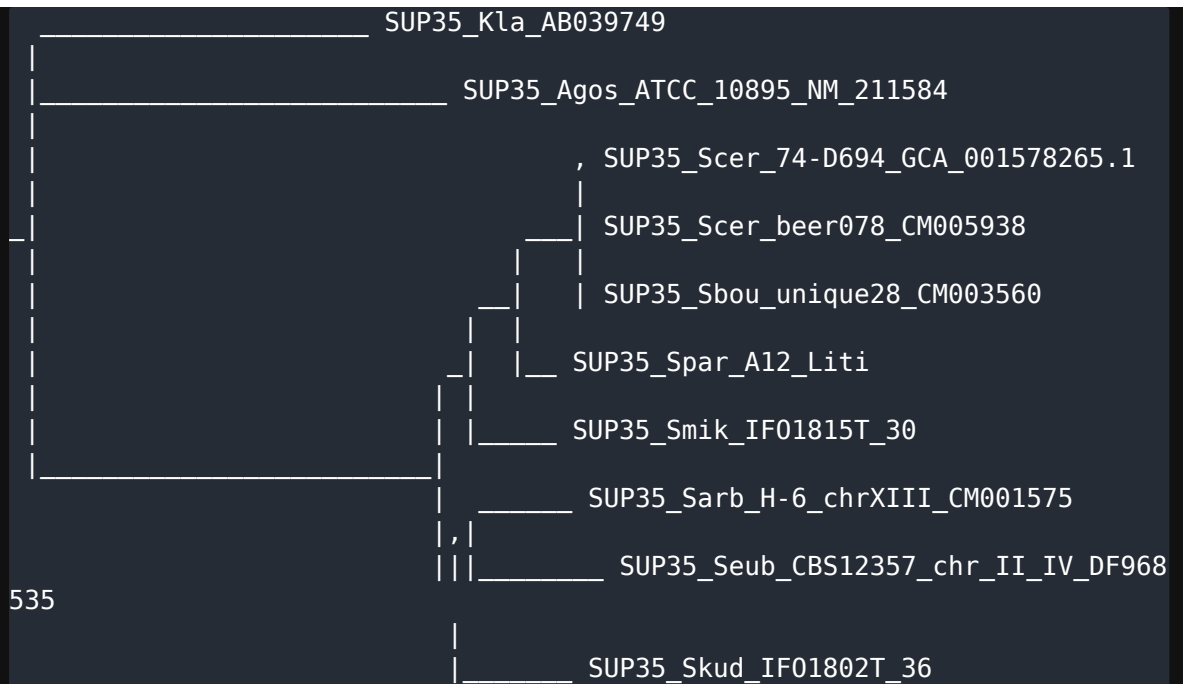 SUP35_Kla_AB039749
SUP35_Agos_ATCC_10895_NM_211584
, SUP35_Scer_74-D694_GCA_001578265.1
SUP35_Scer_beer078_CM005938
SUP35_Sbou_unique28_CM003560
SUP35_Spar_A12_Liti
SUP35_Smik_IFO1815T_30
SUP35_Sarb_H-6_chrXIII_CM001575
,
SUP35_Seub_CBS12357_chr_II_IV_DF968
535
SUP35_Skud_IFO1802T_36